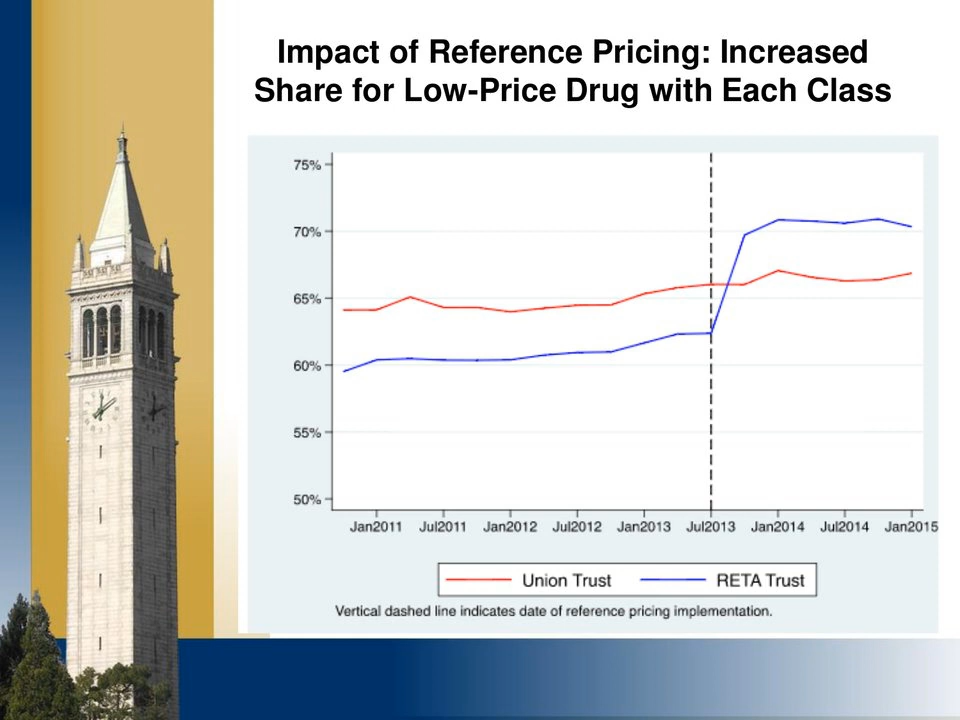 Impact of Reference Pricing: Increased
Share for Low-Price Drug with Each Class
75%
70%
65%
60%
55%
50%
Jan2011 Jul2011 Jan2012 Jul2012 Jan2013 Jul2013 Jan2014 Jul2014 Jan2015
Union Trust RETA Trust
Vertical dashed line indicates date of reference pricing implementation.